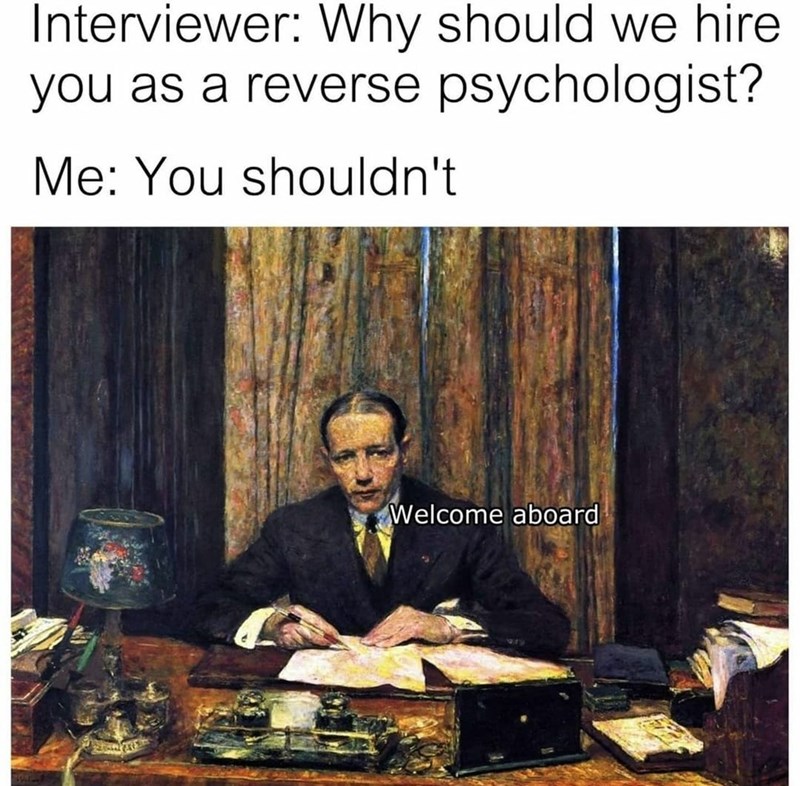 Interviewer: Why should we hire
you as a reverse psychologist?
Me: You shouldn't
Welcome aboard